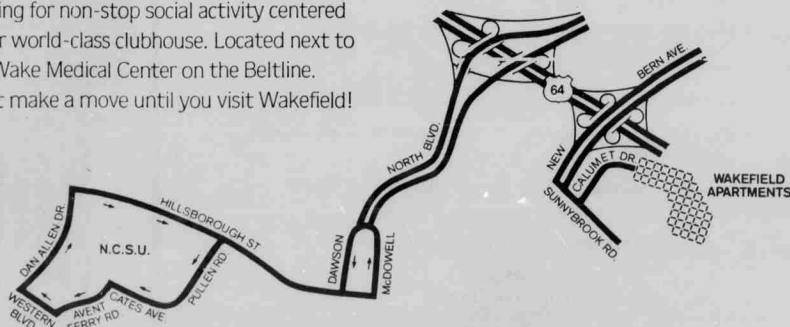 ing for non-stop social activity centered
r world-class clubhouse. Located next to
Wake Medical Center on the Beltline.
t make a move until you visit Wakefield!
64
NEW BERN AVE.
NORTH BLVD.
CALUMET DR.
SUNNYBROOK RD.
WAKEFIELD
APARTMENTS
HILLSBOROUGH ST
DAN ALLEN DR.
N.C.S.U.
PULLEN RD
DAWSON
McDOWELL
CATES AVE.
AVENT
FERRY RD.
WESTERN
BLVD.